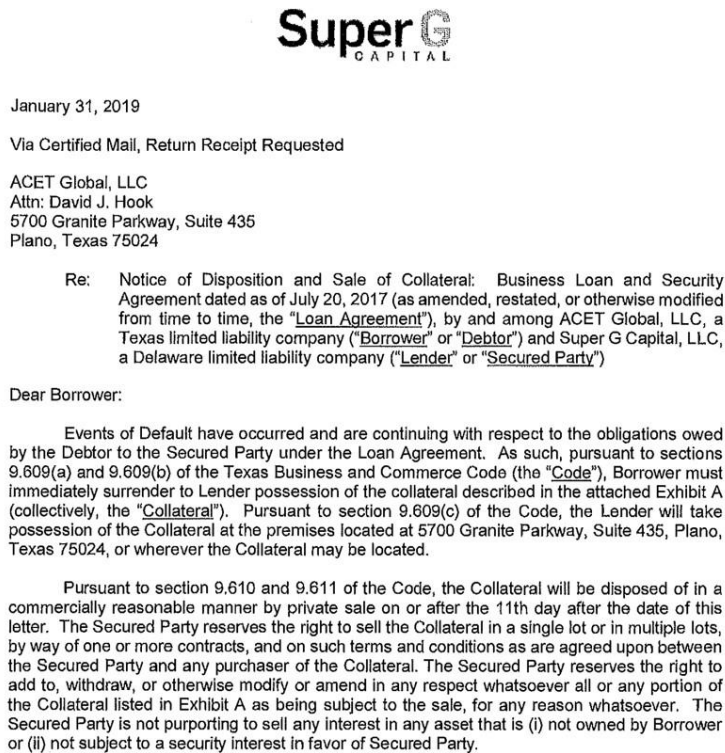 Super G
CAPITAL
January 31, 2019
Via Certified Mail, Return Receipt Requested
ACET Global, LLC
Attn: David J. Hook
5700 Granite Parkway, Suite 435
Plano, Texas 75024
Re: Notice of Disposition and Sale of Collateral: Business Loan and Security
Agreement dated as of July 20, 2017 (as amended, restated, or otherwise modified
from time to time, the “Loan Agreement”), by and among ACET Global, LLC, a
Texas limited liability company (“Borrower” or “Debtor”) and Super G Capital, LLC,
a Delaware limited liability company (“Lender” or “Secured Party”)
Dear Borrower:
Events of Default have occurred and are continuing with respect to the obligations owed
by the Debtor to the Secured Party under the Loan Agreement. As such, pursuant to sections
9.609(a) and 9.609(b) of the Texas Business and Commerce Code (the “Code”), Borrower must
immediately surrender to Lender possession of the collateral described in the attached Exhibit A
(collectively, the “Collateral”). Pursuant to section 9.609(c) of the Code, the Lender will take
possession of the Collateral at the premises located at 5700 Granite Parkway, Suite 435, Plano,
Texas 75024, or wherever the Collateral may be located.
Pursuant to section 9.610 and 9.611 of the Code, the Collateral will be disposed of in a
commercially reasonable manner by private sale on or after the 11th day after the date of this
letter. The Secured Party reserves the right to sell the Collateral in a single lot or in multiple lots,
by way of one or more contracts, and on such terms and conditions as are agreed upon between
the Secured Party and any purchaser of the Collateral. The Secured Party reserves the right to
add to, withdraw, or otherwise modify or amend in any respect whatsoever all or any portion of
the Collateral listed in Exhibit A as being subject to the sale, for any reason whatsoever. The
Secured Party is not purporting to sell any interest in any asset that is (i) not owned by Borrower
or (ii) not subject to a security interest in favor of Secured Party.